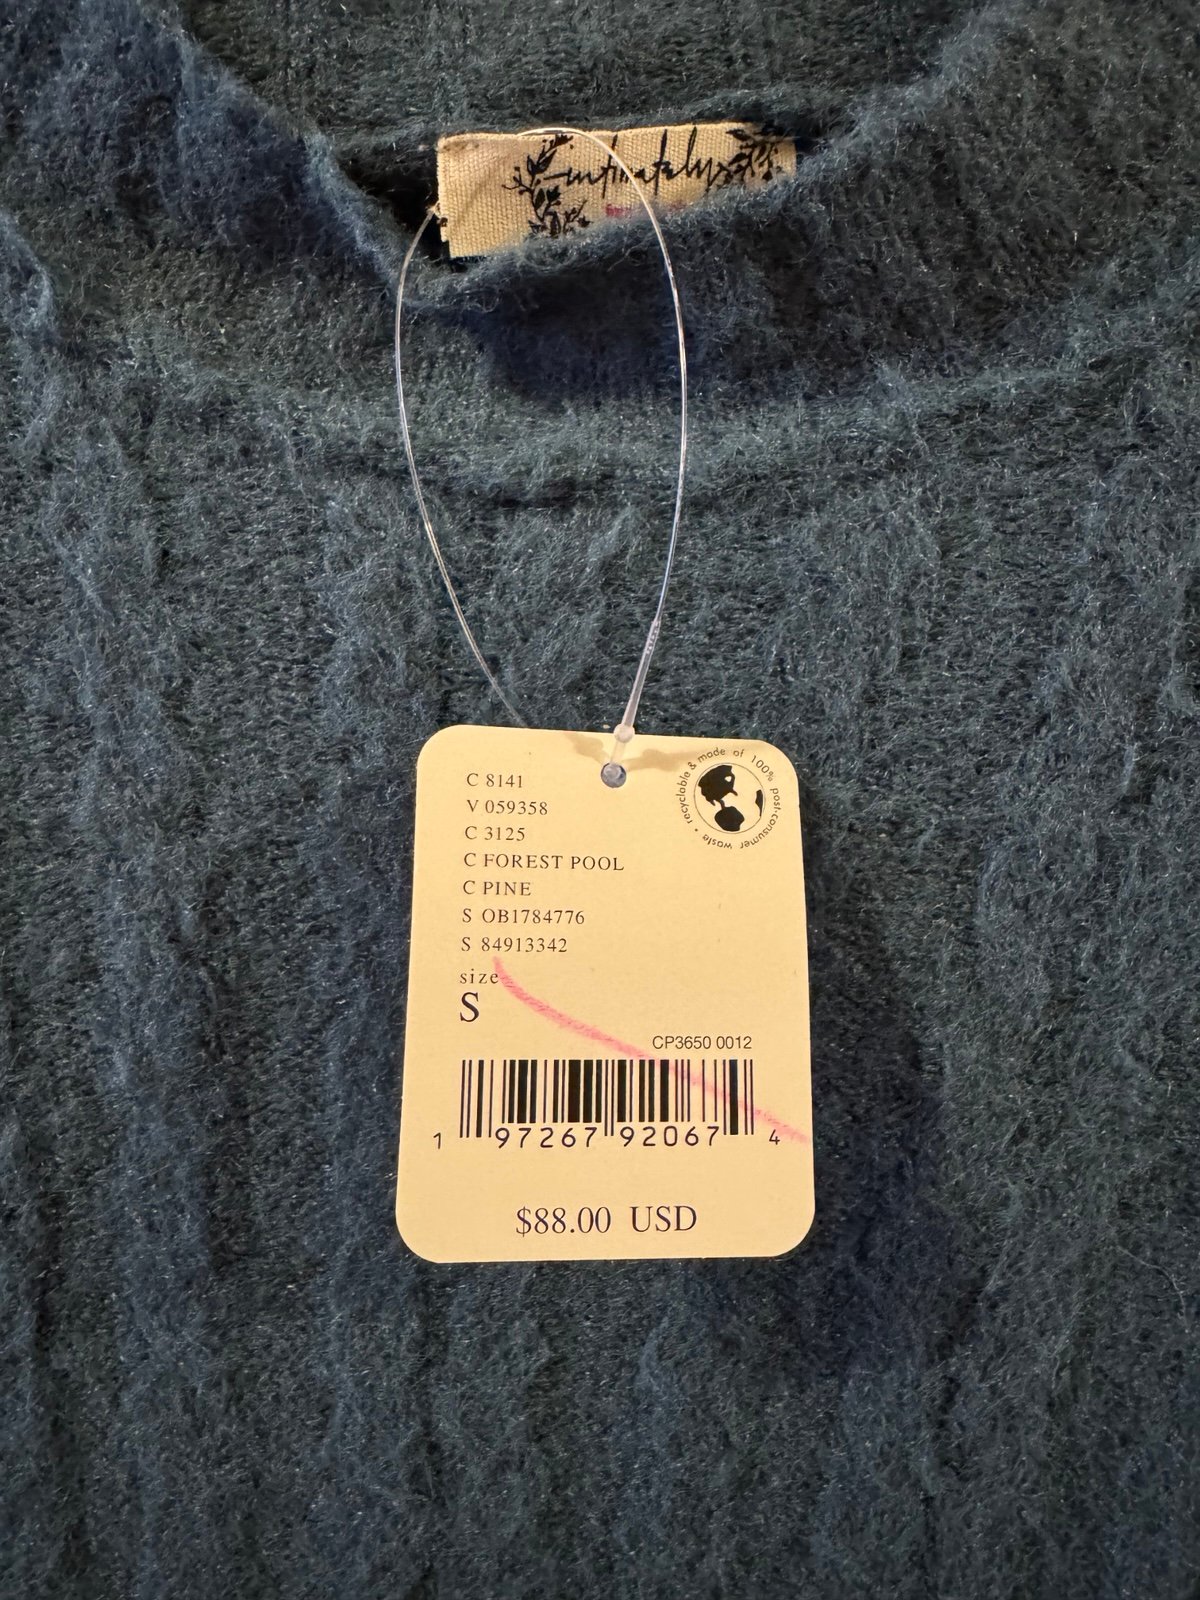 intimately
C 8141
V 059358
C 3125
C FOREST POOL
C PINE
S OB1784776
S 84913342
size
S
recyclable & made of 100% post-consumer waste •
CP3650 0012
1 97267 92067 4
$88.00 USD